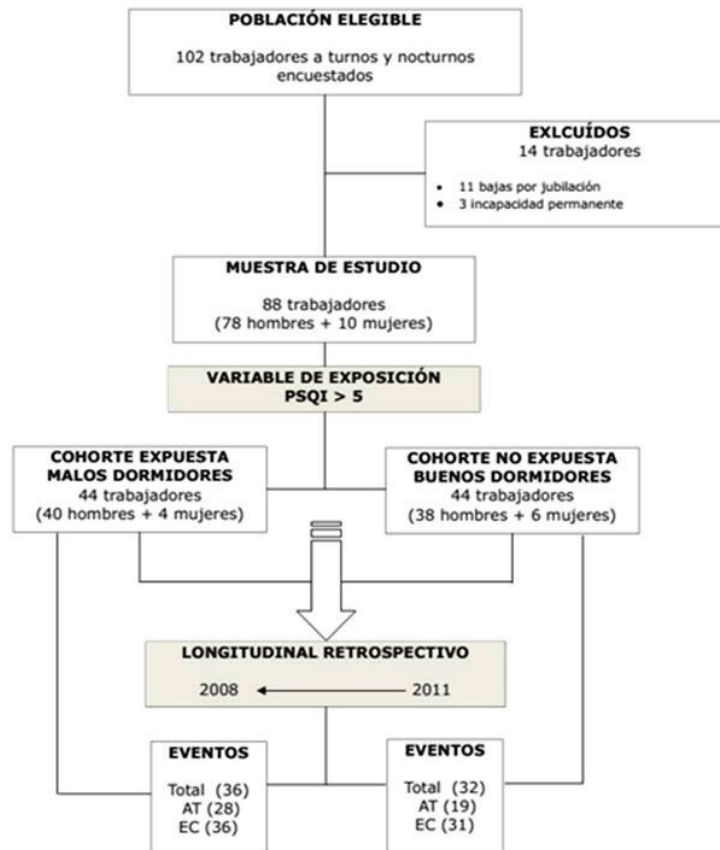 POBLACIÓN ELEGIBLE
102 trabajadores a turnos y nocturnos
encuestados
EXLCUÍDOS
14 trabajadores
• 11 bajas por jubilación
• 3 incapacidad permanente
MUESTRA DE ESTUDIO
88 trabajadores
(78 hombres + 10 mujeres)
VARIABLE DE EXPOSICIÓN
PSQI > 5
COHORTE EXPUESTA
MALOS DORMIDORES
44 trabajadores
(40 hombres + 4 mujeres)
COHORTE NO EXPUESTA
BUENOS DORMIDORES
44 trabajadores
(38 hombres + 6 mujeres)
LONGITUDINAL RETROSPECTIVO
2008 2011
EVENTOS
Total (36)
AT (28)
EC (36)
EVENTOS
Total (32)
AT (19)
EC (31)